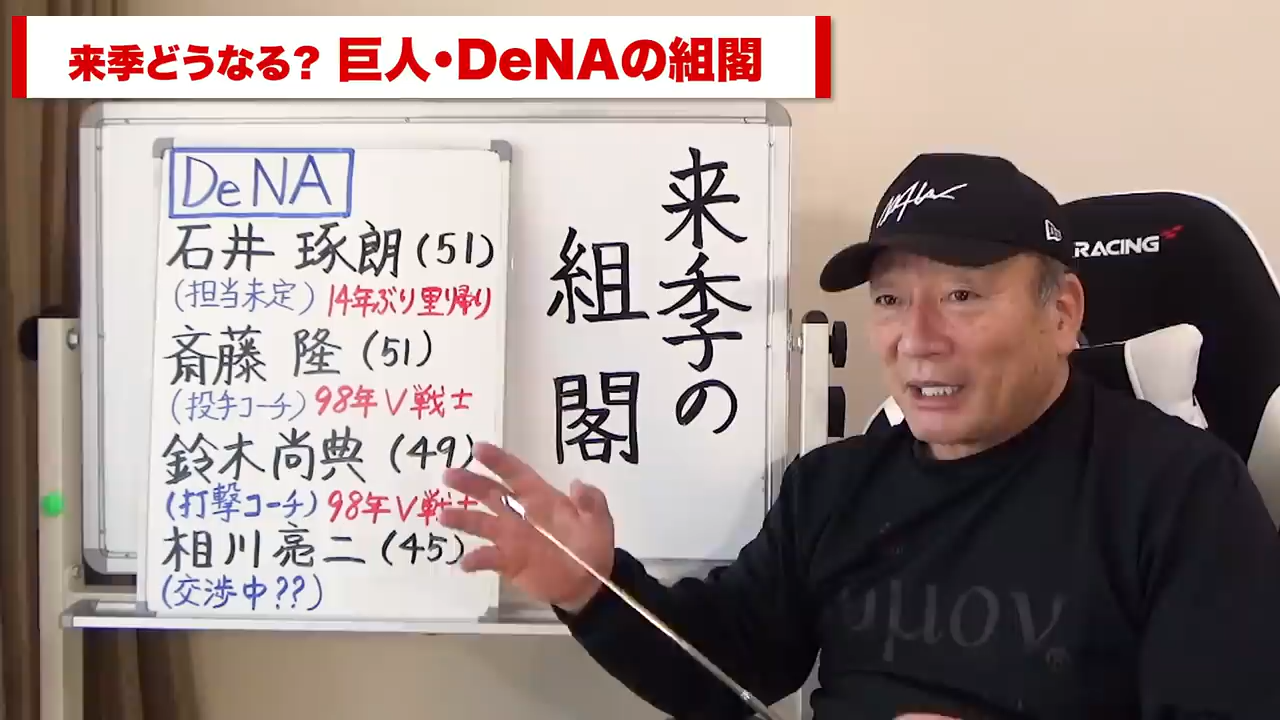 来季どうなる? 巨人・DeNAの組閣
DeNA
石井 琢朗(51)
(担当未定)14年ぶり里帰り
斎藤 隆(51)
(投手コーチ)98年V戦士
鈴木尚典(49)
(打撃コーチ)98年V戦士
相川亮二(45)
(交渉中??)
来季の
組閣
RACING